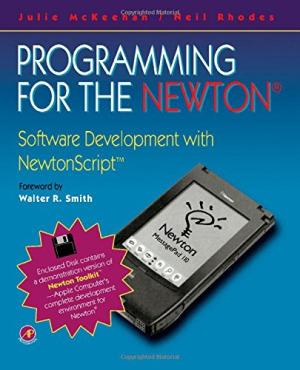 Julie McKeehan / Neil Rhodes
PROGRAMMING
FOR THE NEWTON®
Software Development with
NewtonScript™
Foreword by
Walter R. Smith
Enclosed Disk contains
a demonstration version of
Newton Toolkit™
—Apple Computer's
complete development
environment for
Newton®
Newton
MessagePad 110
AP